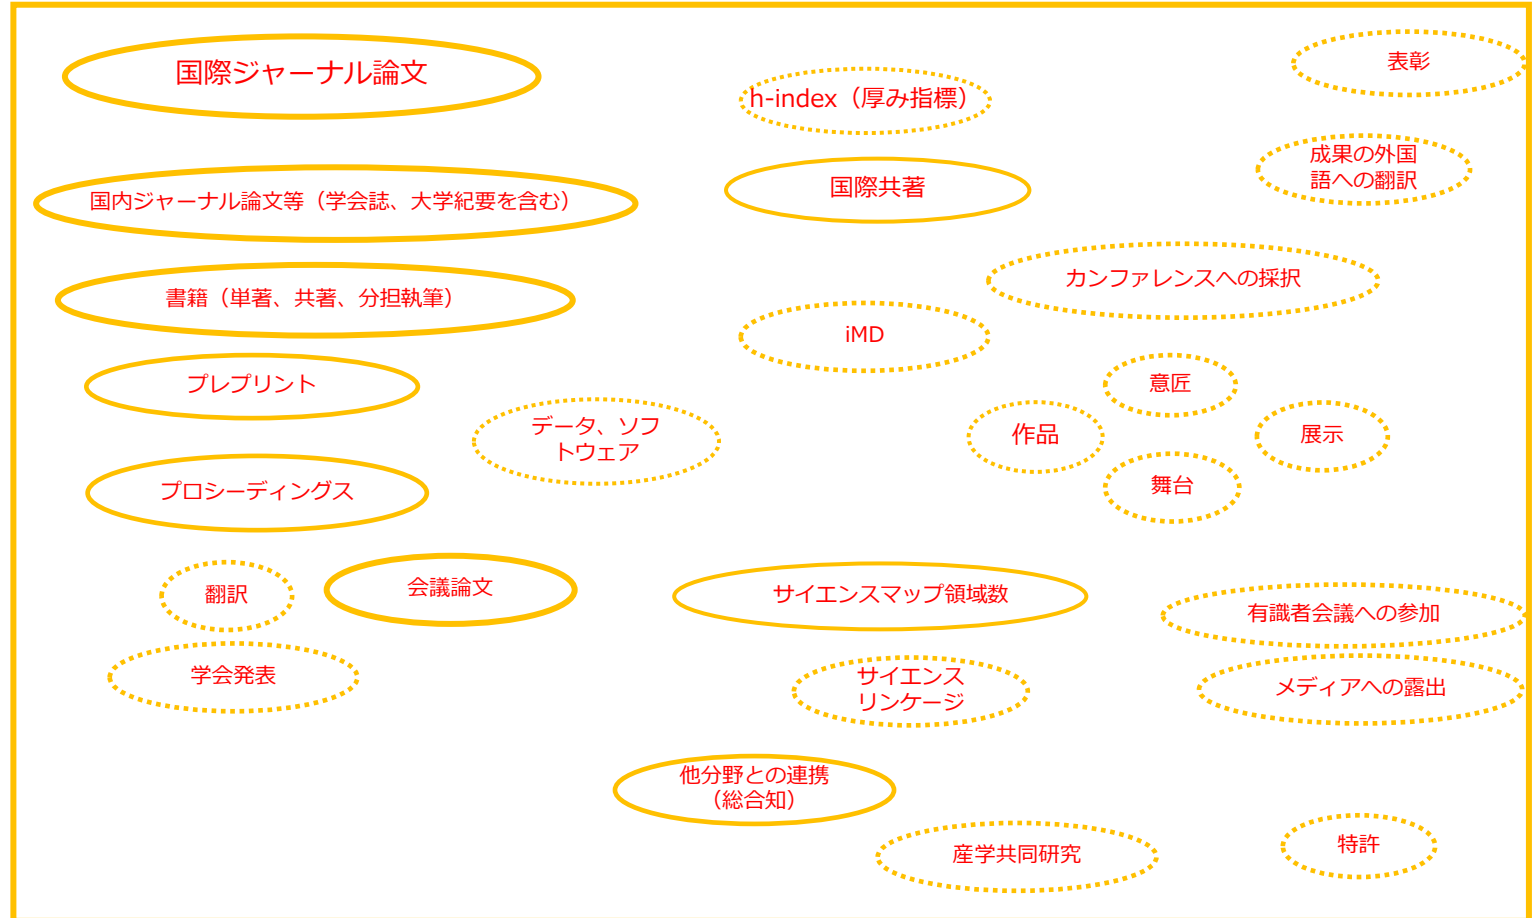 国際ジャーナル論文
表彰
h-index（厚み指標）
成果の外国
語への翻訳
国際共著
国内ジャーナル論文等（学会誌、大学紀要を含む）
カンファレンスへの採択
書籍（単著、共著、分担執筆）
iMD
プレプリント
意匠
データ、ソフ
トウェア
作品
展示
舞台
プロシーディングス
翻訳
会議論文
サイエンスマップ領域数
有識者会議への参加
学会発表
サイエンス
リンケージ
メディアへの露出
他分野との連携
（総合知）
産学共同研究
特許